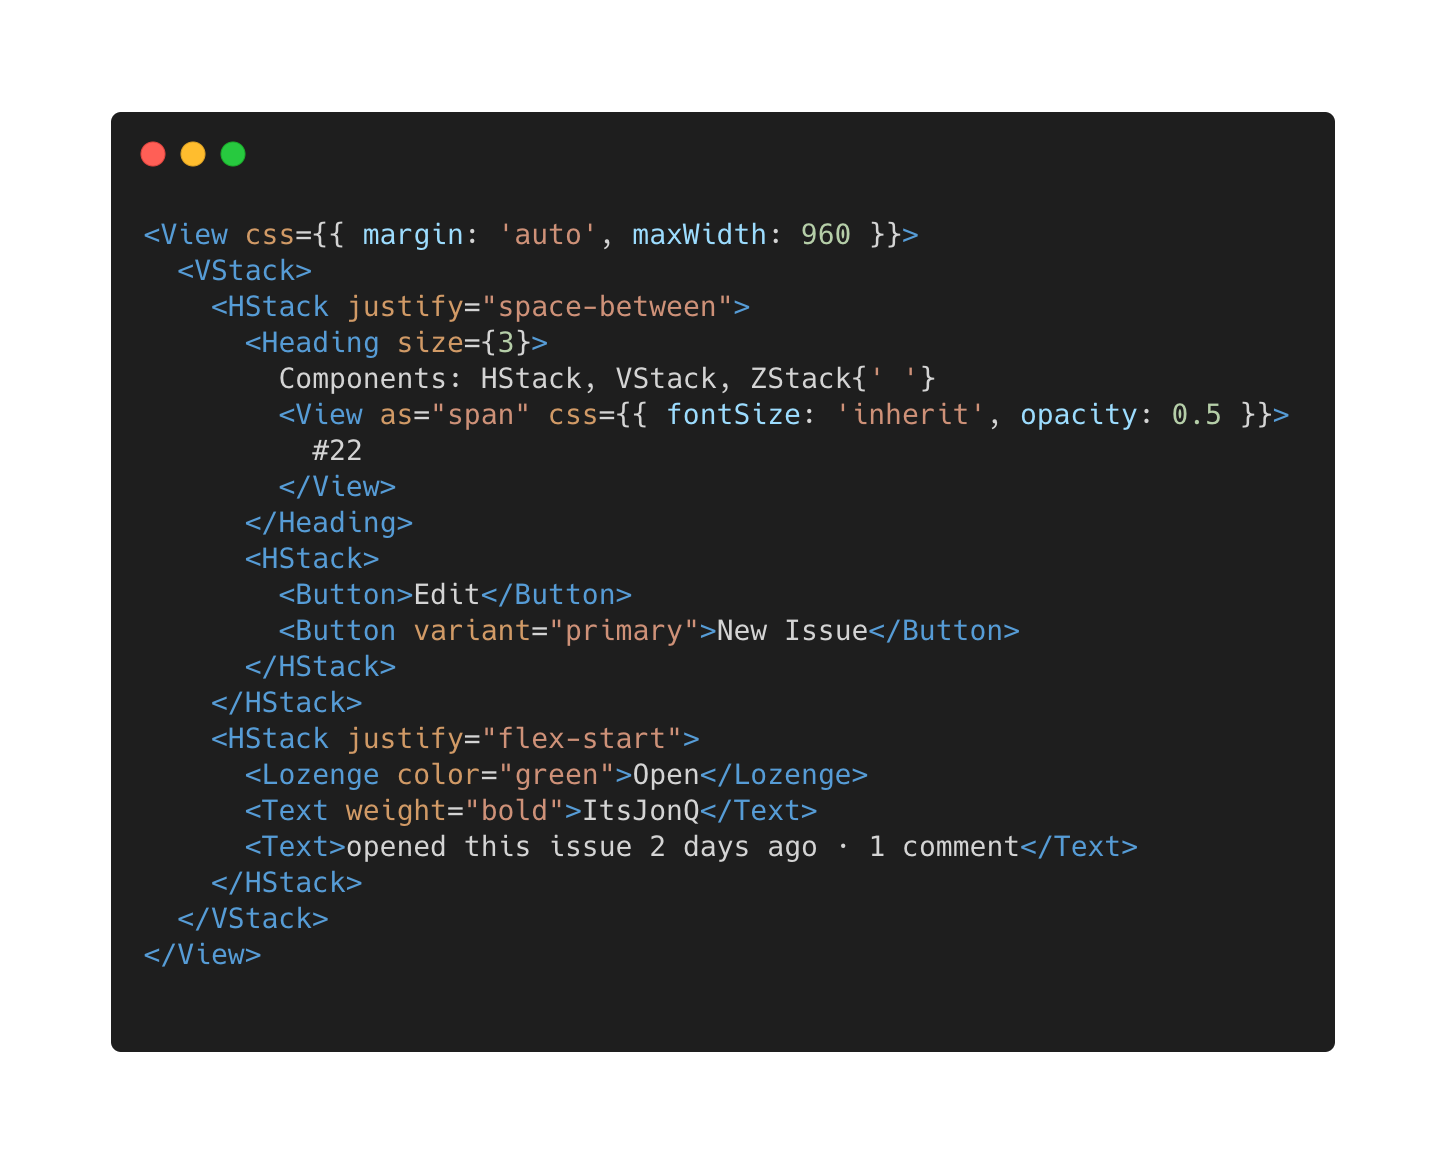 <View css={{ margin: 'auto', maxWidth: 960 }}>
  <VStack>
    <HStack justify="space-between">
      <Heading size={3}>
        Components: HStack, VStack, ZStack{' '}
        <View as="span" css={{ fontSize: 'inherit', opacity: 0.5 }}>
          #22
        </View>
      </Heading>
      <HStack>
        <Button>Edit</Button>
        <Button variant="primary">New Issue</Button>
      </HStack>
    </HStack>
    <HStack justify="flex-start">
      <Lozenge color="green">Open</Lozenge>
      <Text weight="bold">ItsJonQ</Text>
      <Text>opened this issue 2 days ago · 1 comment</Text>
    </HStack>
  </VStack>
</View>